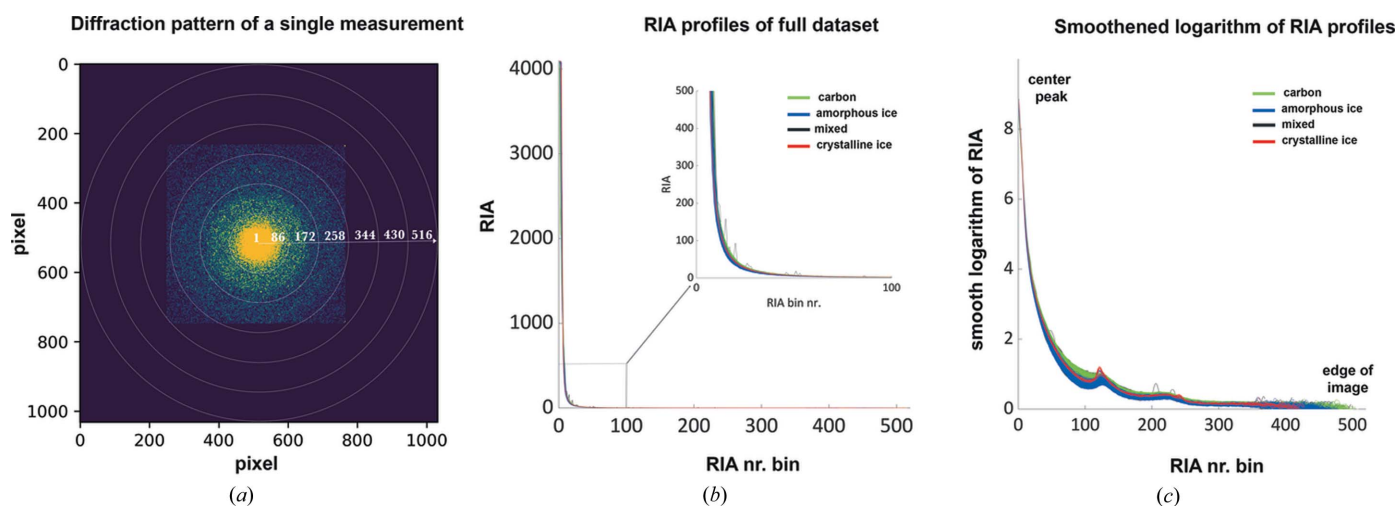 Diffraction pattern of a single measurement
0
200
400
600
800
1000
pixel
1 86 172 258 344 430 516
0 200 400 600 800 1000
pixel
(a)
RIA profiles of full dataset
4000
3000
2000
1000
0
RIA
500
400
300
200
100
0
RIA
0 100
RIA bin nr.
carbon
amorphous ice
mixed
crystalline ice
0 100 200 300 400 500
RIA nr. bin
(b)
Smoothened logarithm of RIA profiles
center
peak
carbon
amorphous ice
mixed
crystalline ice
8
6
4
2
0
smooth logarithm of RIA
edge of
image
0 100 200 300 400 500
RIA nr. bin
(c)